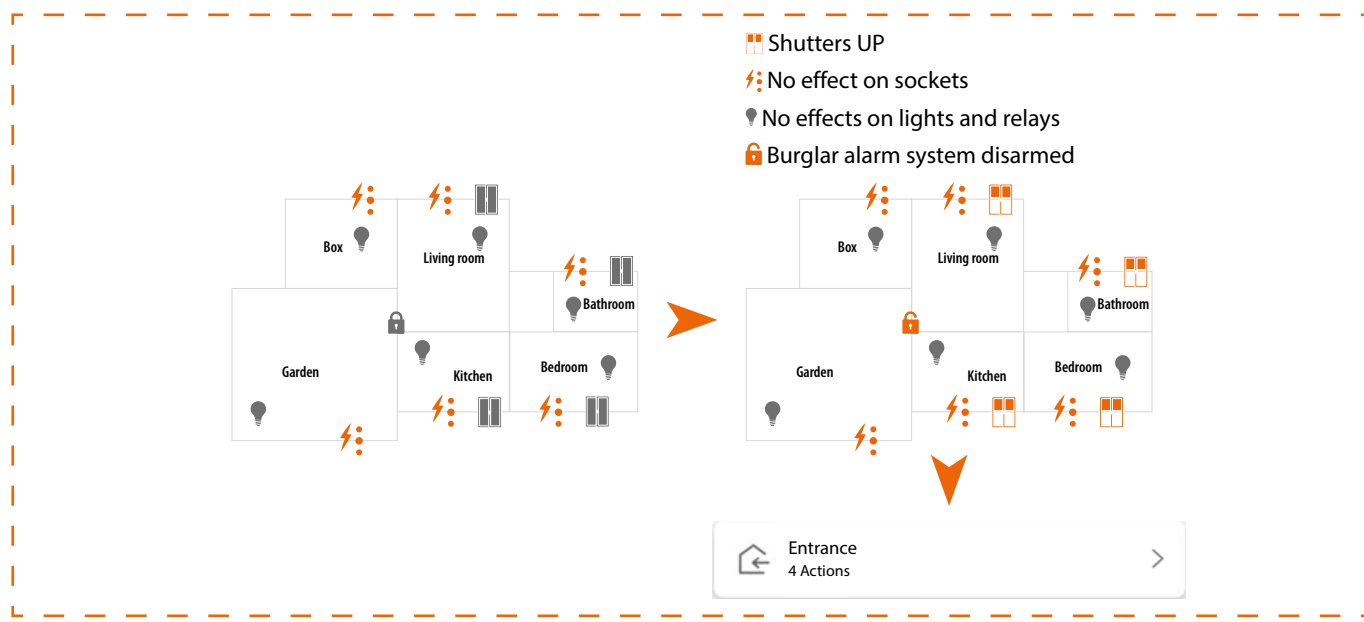 Shutters UP
No effect on sockets
No effects on lights and relays
Burglar alarm system disarmed
Box
Living room
Bathroom
Garden
Kitchen
Bedroom
Box
Living room
Bathroom
Garden
Kitchen
Bedroom
Entrance
4 Actions